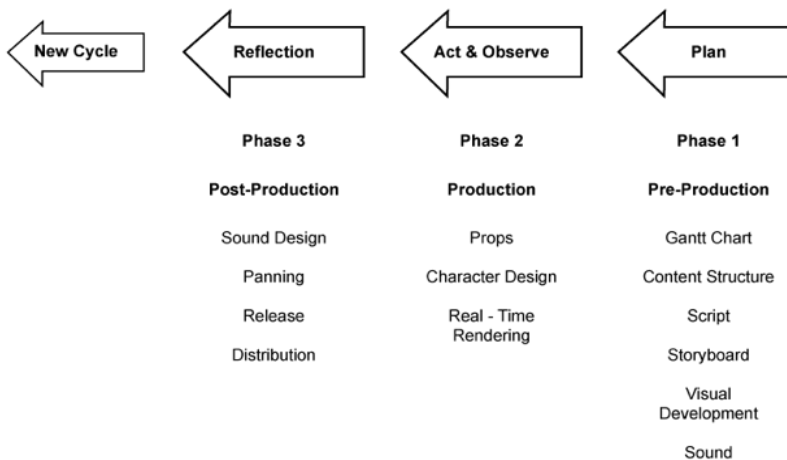 New Cycle
Reflection
Act & Observe
Plan
Phase 3
Phase 2
Phase 1
Post-Production
Production
Pre-Production
Sound Design
Props
Gantt Chart
Panning
Character Design
Content Structure
Release
Real - Time
Rendering
Script
Distribution
Storyboard
Visual
Development
Sound